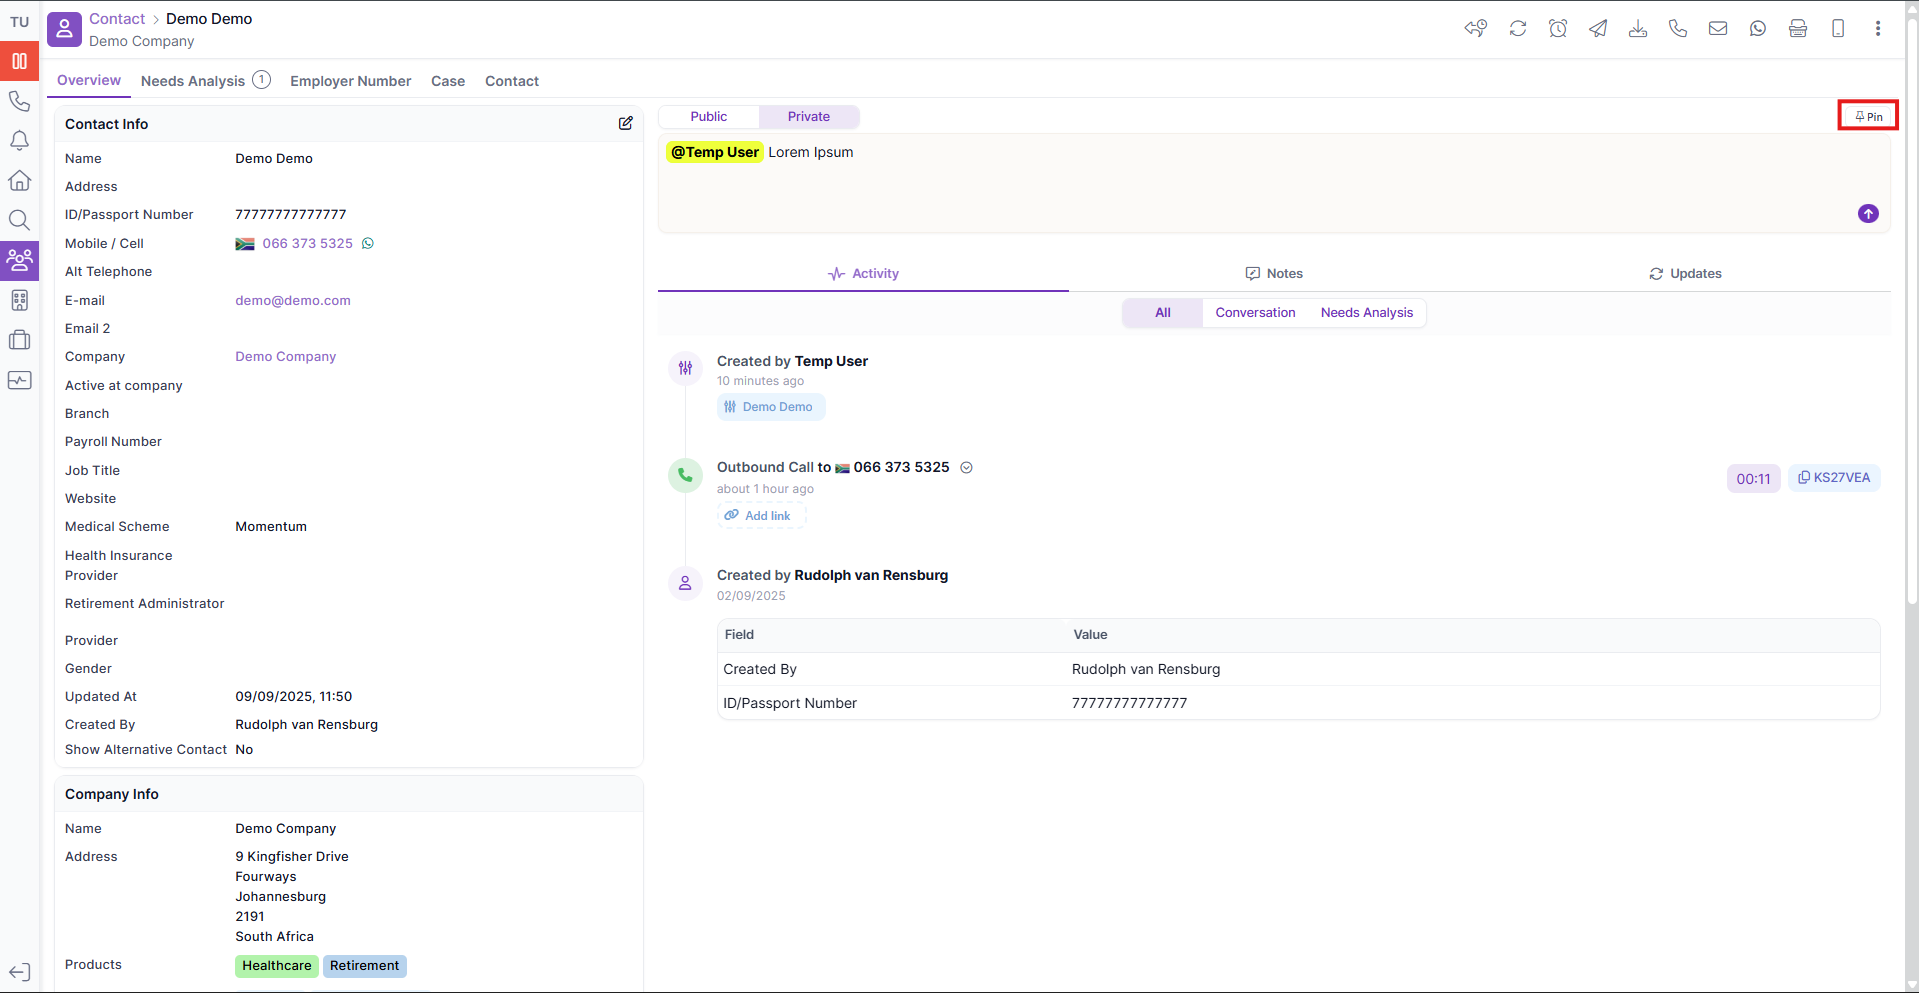 TU
Contact > Demo Demo
Demo Company
Overview
Needs Analysis 1
Employer Number
Case
Contact
Contact Info
Name Demo Demo
Address
ID/Passport Number 77777777777777
Mobile / Cell 066 373 5325
Alt Telephone
E-mail demo@demo.com
Email 2
Company Demo Company
Active at company
Branch
Payroll Number
Job Title
Website
Medical Scheme Momentum
Health Insurance
Provider
Retirement Administrator
Provider
Gender
Updated At 09/09/2025, 11:50
Created By Rudolph van Rensburg
Show Alternative Contact No
Company Info
Name Demo Company
Address 9 Kingfisher Drive
Fourways
Johannesburg
2191
South Africa
Products Healthcare Retirement
Public Private
Pin
@Temp User Lorem Ipsum
Activity
Notes
Updates
All Conversation Needs Analysis
Created by Temp User
10 minutes ago
Demo Demo
Outbound Call to 066 373 5325
00:11 KS27VEA
about 1 hour ago
Add link
Created by Rudolph van Rensburg
02/09/2025
Field Value
Created By Rudolph van Rensburg
ID/Passport Number 77777777777777